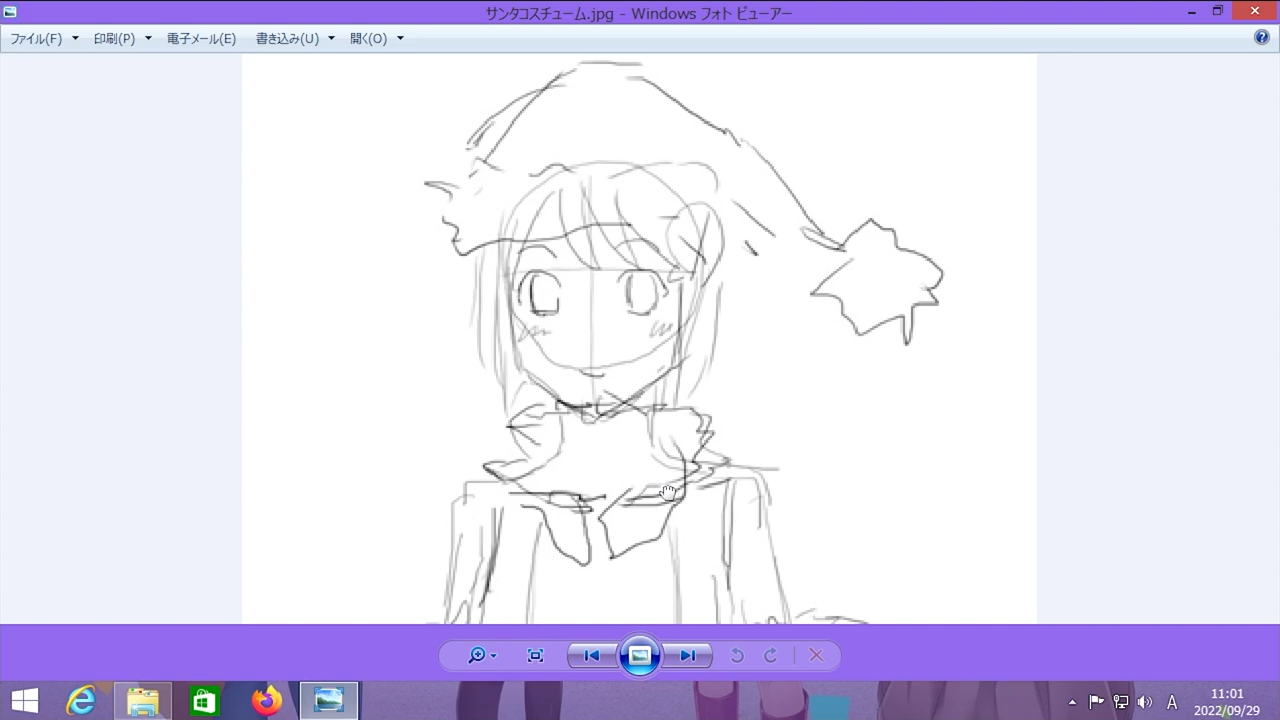 サンタコスチューム.jpg - Windows フォト ビューアー
ファイル(F) 印刷(P) 電子メール(E) 書き込み(U) 開く(O)
A
11:01
2022/09/29